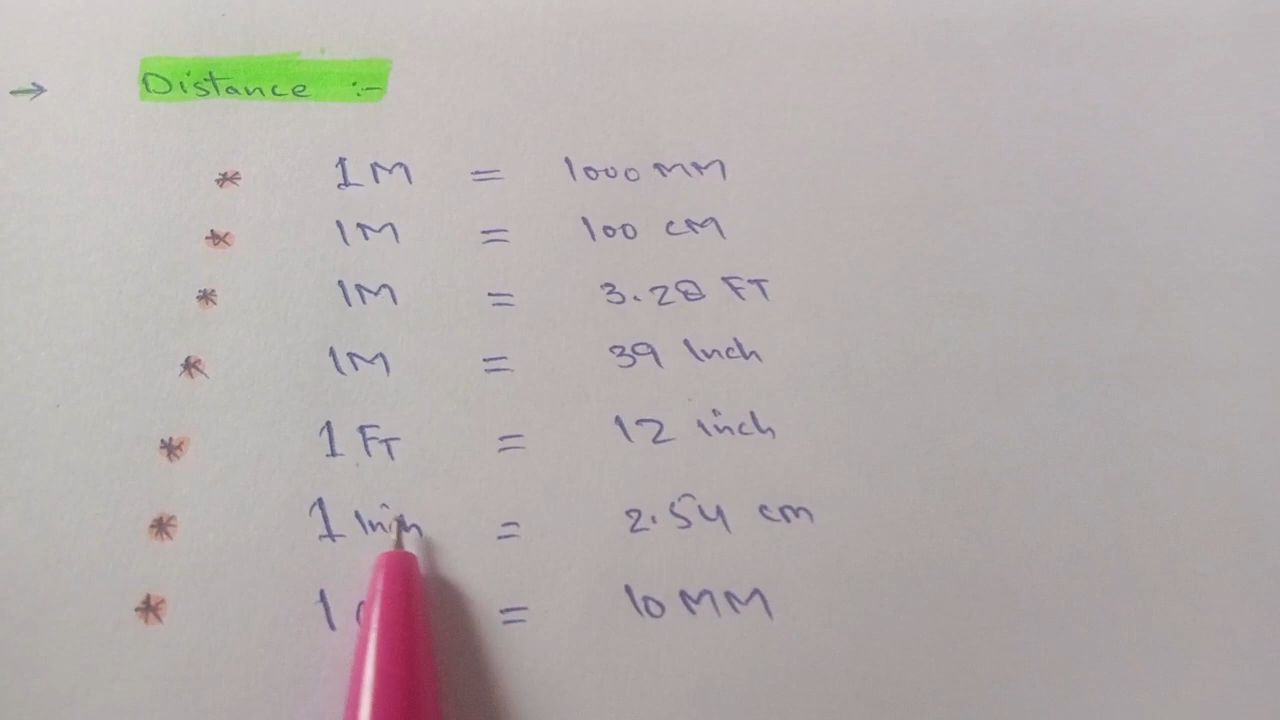 → Distance :-
* 1M = 1000 MM
* 1M = 100 CM
* 1M = 3.28 FT
* 1M = 39 Inch
* 1 FT = 12 inch
* 1 Inch = 2.54 cm
* 1 = 10 MM